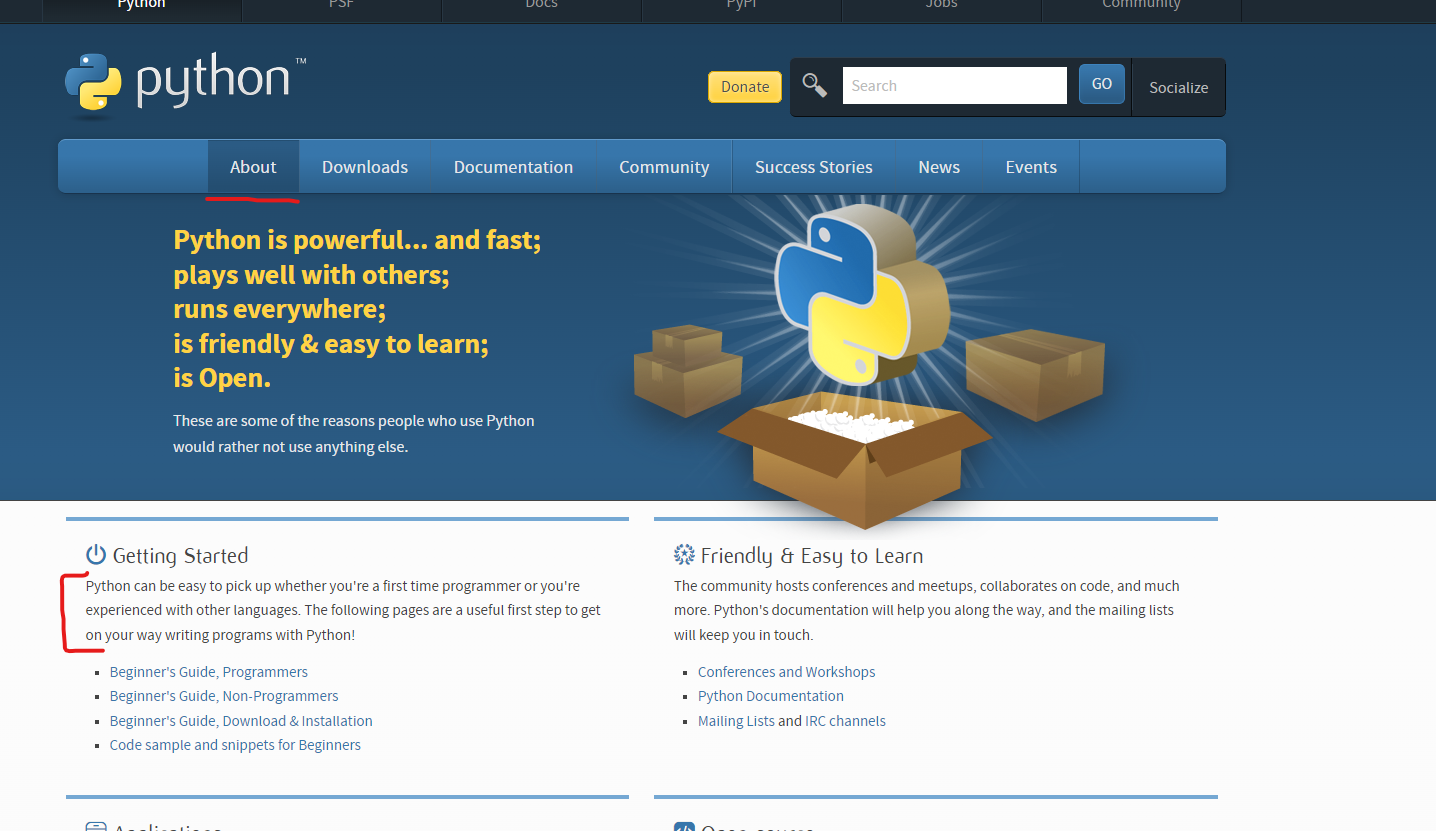 Python PSF Docs PyPI Jobs Community
python™
Donate Search GO Socialize
About Downloads Documentation Community Success Stories News Events
Python is powerful... and fast;
plays well with others;
runs everywhere;
is friendly & easy to learn;
is Open.
These are some of the reasons people who use Python
would rather not use anything else.
Getting Started
Python can be easy to pick up whether you're a first time programmer or you're
experienced with other languages. The following pages are a useful first step to get
on your way writing programs with Python!
Beginner's Guide, Programmers
Beginner's Guide, Non-Programmers
Beginner's Guide, Download & Installation
Code sample and snippets for Beginners
Friendly & Easy to Learn
The community hosts conferences and meetups, collaborates on code, and much
more. Python's documentation will help you along the way, and the mailing lists
will keep you in touch.
Conferences and Workshops
Python Documentation
Mailing Lists and IRC channels
Applications
Open source